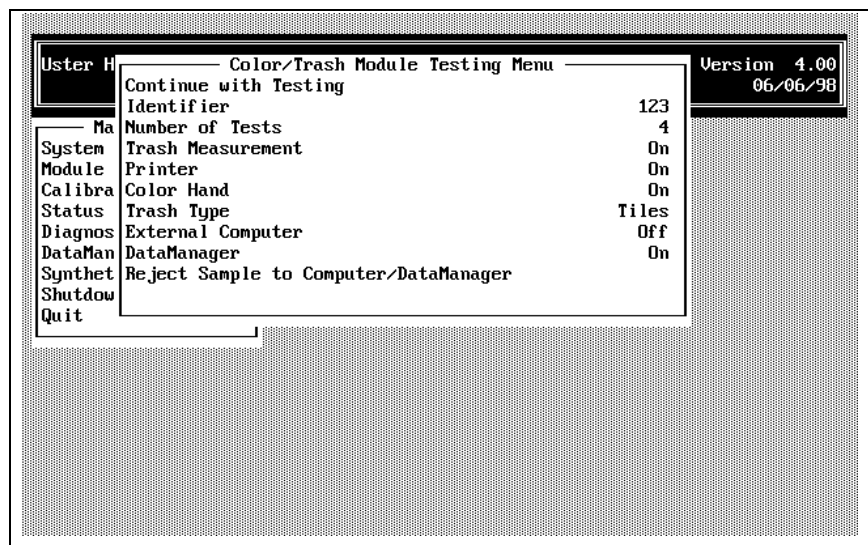 Uster H
Version 4.00
06/06/98
Color/Trash Module Testing Menu
Continue with Testing
Identifier 123
Number of Tests 4
Trash Measurement On
Printer On
Color Hand On
Trash Type Tiles
External Computer Off
DataManager On
Reject Sample to Computer/DataManager
Ma
System
Module
Calibra
Status
Diagnos
DataMan
Synthet
Shutdow
Quit